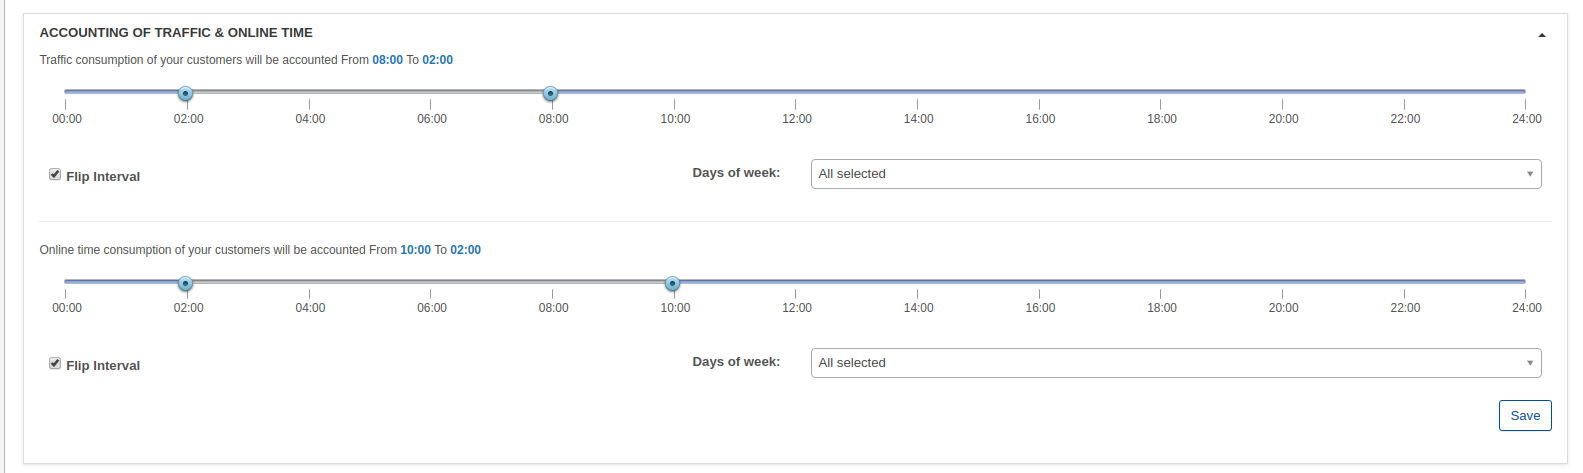 ACCOUNTING OF TRAFFIC & ONLINE TIME
Traffic consumption of your customers will be accounted From 08:00 To 02:00
00:00 02:00 04:00 06:00 08:00 10:00 12:00 14:00 16:00 18:00 20:00 22:00 24:00
Flip Interval Days of week: All selected
Online time consumption of your customers will be accounted From 10:00 To 02:00
00:00 02:00 04:00 06:00 08:00 10:00 12:00 14:00 16:00 18:00 20:00 22:00 24:00
Flip Interval Days of week: All selected
Save